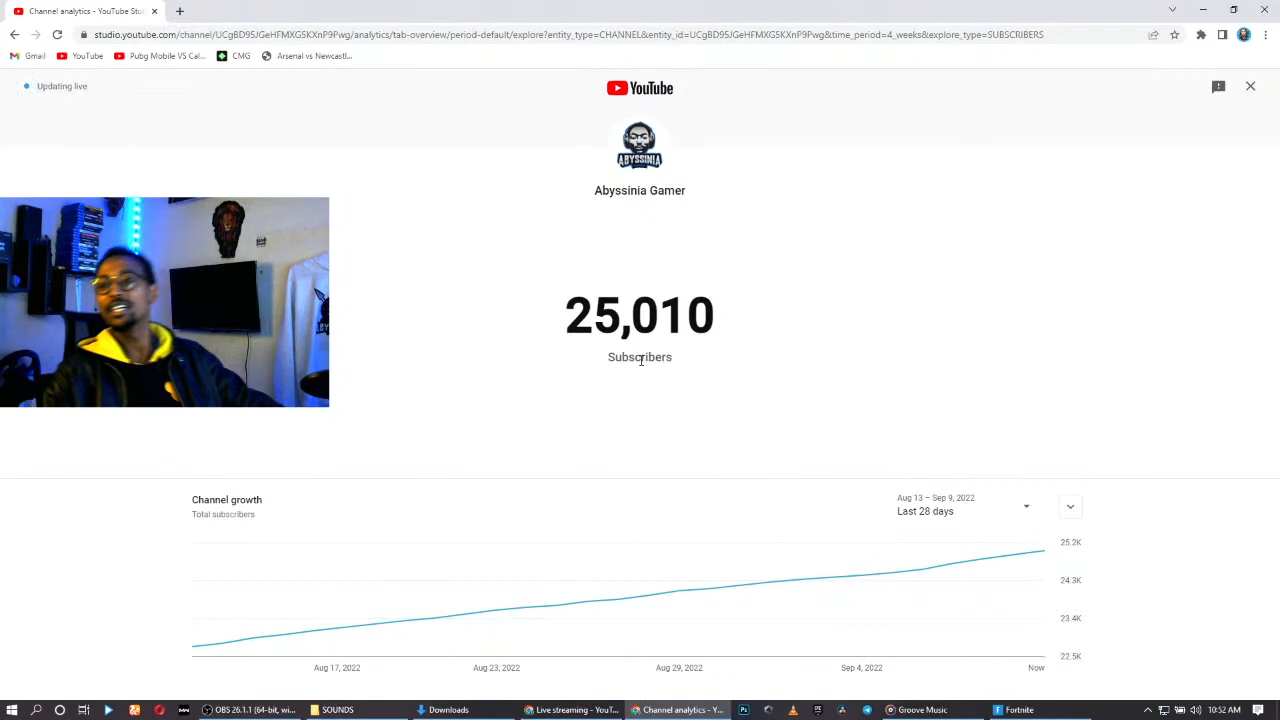 Channel analytics - YouTube Stu
studio.youtube.com/channel/UCgBD95JGeHFMXG5KXnP9Pwg/analytics/tab-overview/period-default/explore?entity_type=CHANNEL&entity_id=UCgBD95JGeHFMXG5KXnP9Pwg&time_period=4_weeks&explore_type=SUBSCRIBERS
Gmail YouTube Pubg Mobile VS Cal... CMG Arsenal vs Newcastl...
Updating live
YouTube
ABYSSINIA
Abyssinia Gamer
25,010
Subscribers
Channel growth
Total subscribers
Aug 13 – Sep 9, 2022
Last 28 days
25.2K
24.3K
23.4K
22.5K
Aug 17, 2022 Aug 23, 2022 Aug 29, 2022 Sep 4, 2022 Now
OBS 26.1.1 (64-bit, wi... SOUNDS Downloads Live streaming - YouT... Channel analytics - Y... Groove Music Fortnite 10:52 AM